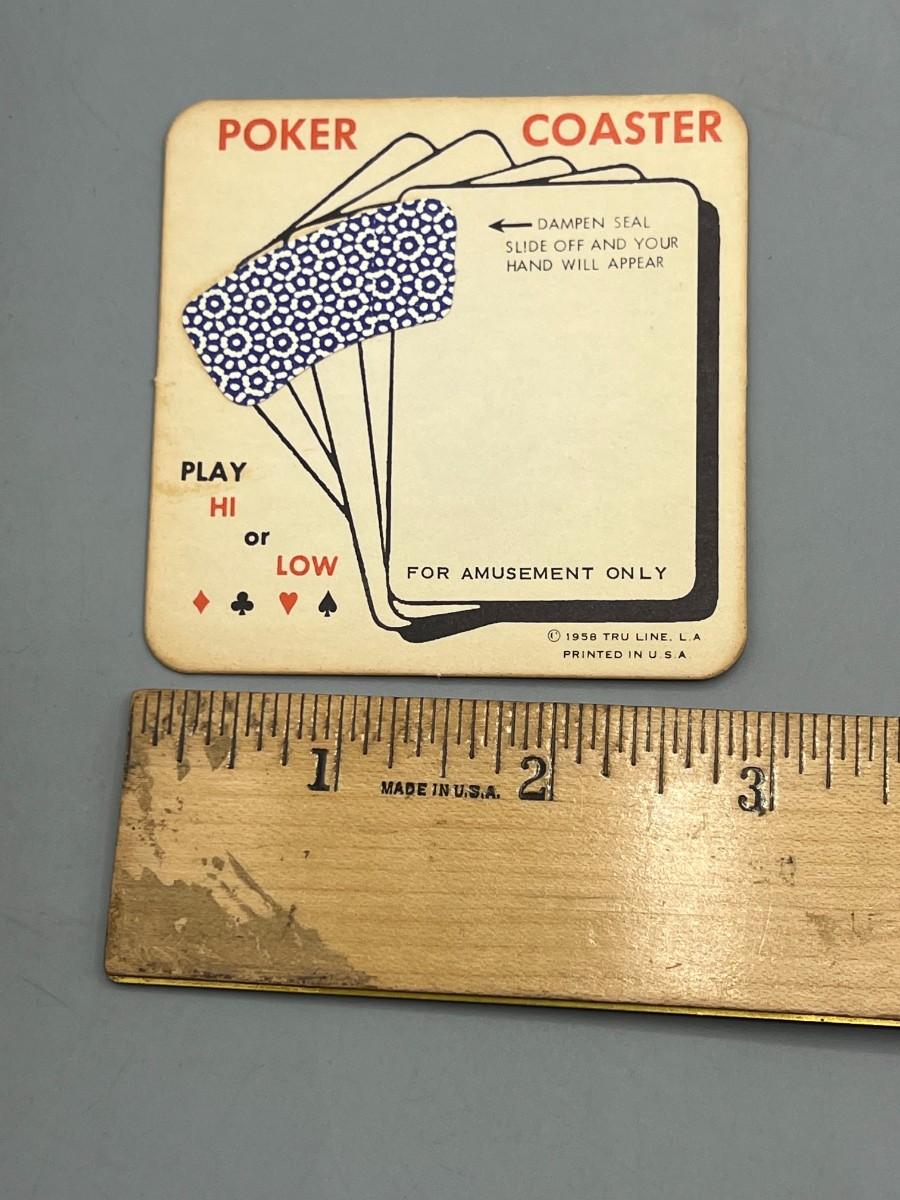 POKER COASTER
DAMPEN SEAL
SLIDE OFF AND YOUR
HAND WILL APPEAR
PLAY
HI
or
LOW
FOR AMUSEMENT ONLY
© 1958 TRU LINE, L.A
PRINTED IN U.S.A.
1 2 3
MADE IN U.S.A.